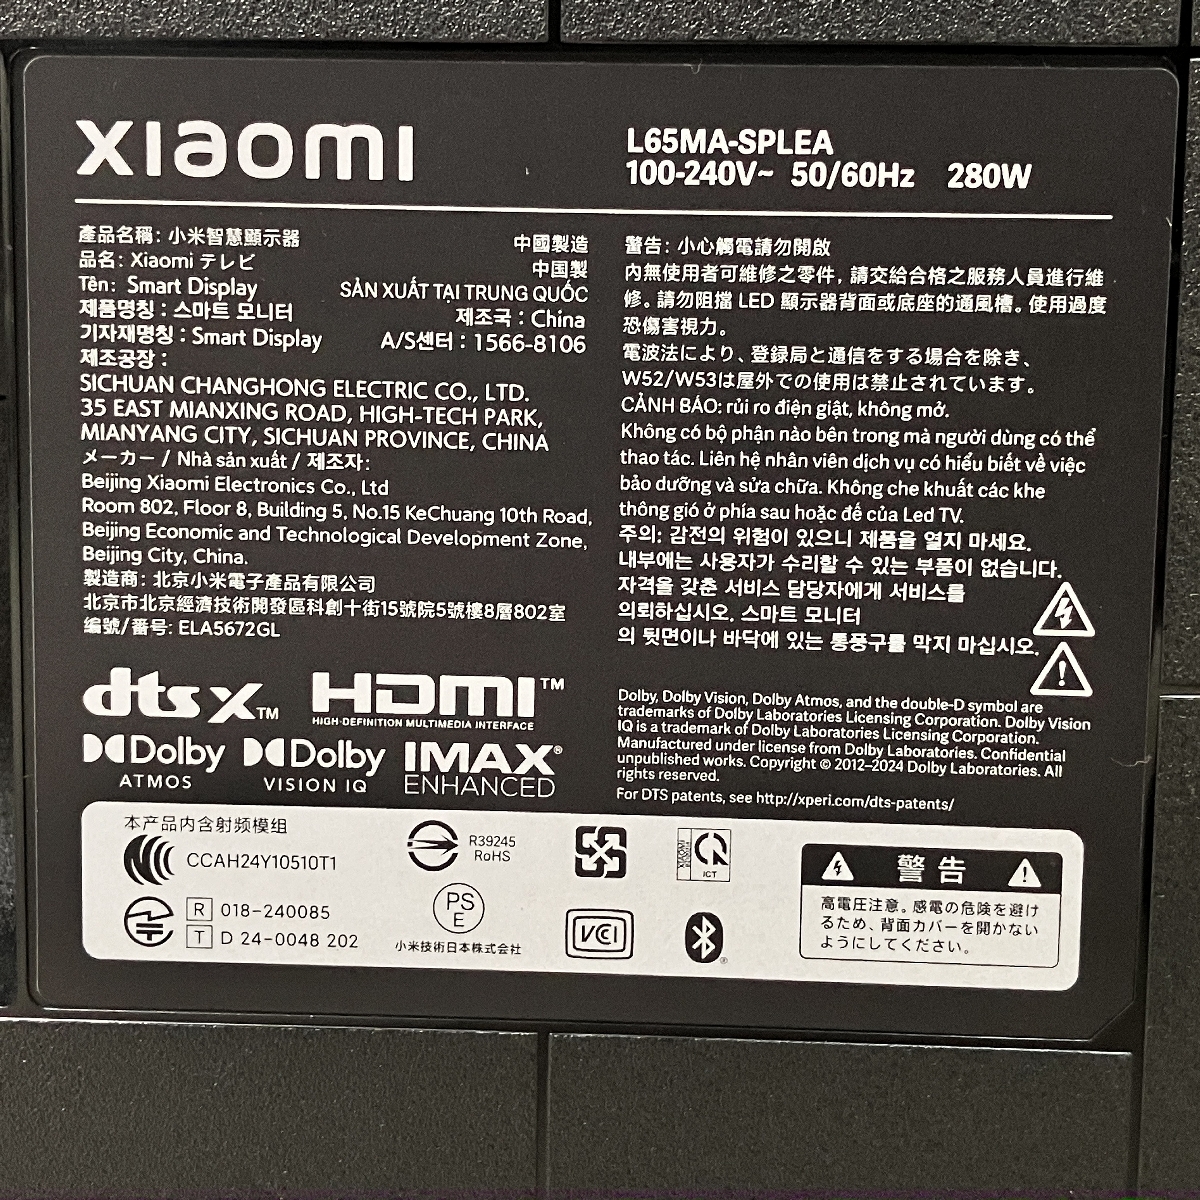 xiaomi
L65MA-SPLEA
100-240V~ 50/60Hz 280W
產品名稱: 小米智慧顯示器
中國製造
品名: Xiaomi テレビ
中国製
Tên: Smart Display
SẢN XUẤT TẠI TRUNG QUỐC
제품명칭 : 스마트 모니터
제조국 : China
기자재명칭 : Smart Display
A/S센터 : 1566-8106
제조공장 :
SICHUAN CHANGHONG ELECTRIC CO., LTD.
35 EAST MIANXING ROAD, HIGH-TECH PARK,
MIANYANG CITY, SICHUAN PROVINCE, CHINA
メーカー / Nhà sản xuất / 제조자:
Beijing Xiaomi Electronics Co., Ltd
Room 802, Floor 8, Building 5, No.15 KeChuang 10th Road,
Beijing Economic and Technological Development Zone,
Beijing City, China.
製造商: 北京小米電子產品有限公司
北京市北京經濟技術開發區科創十街15號院5號樓8層802室
编號/番号: ELA5672GL
警告: 小心觸電請勿開啟
內無使用者可維修之零件，請交給合格之服務人員進行維
修。請勿阻擋 LED 顯示器背面或底座的通風槽。使用過度
恐傷害視力。
電波法により、登録局と通信をする場合を除き、
W52/W53は屋外での使用は禁止されています。
CẢNH BÁO: rủi ro điện giật, không mở.
Không có bộ phận nào bên trong mà người dùng có thể
thao tác. Liên hệ nhân viên dịch vụ có hiểu biết về việc
bảo dưỡng và sửa chữa. Không che khuất các khe
thông gió ở phía sau hoặc đế của Led TV.
주의: 감전의 위험이 있으니 제품을 열지 마세요.
내부에는 사용자가 수리할 수 있는 부품이 없습니다.
자격을 갖춘 서비스 담당자에게 서비스를
의뢰하십시오. 스마트 모니터
의 뒷면이나 바닥에 있는 통풍구를 막지 마십시오.
dts X™ HDMI™
HIGH-DEFINITION MULTIMEDIA INTERFACE
Dolby Dolby IMAX®
ATMOS VISION IQ ENHANCED
Dolby, Dolby Vision, Dolby Atmos, and the double-D symbol are
trademarks of Dolby Laboratories Licensing Corporation. Dolby Vision
IQ is a trademark of Dolby Laboratories Licensing Corporation.
Manufactured under license from Dolby Laboratories. Confidential
unpublished works. Copyright © 2012–2024 Dolby Laboratories. All
rights reserved.
For DTS patents, see http://xperi.com/dts-patents/
本产品内含射频模组
CCAH24Y10510T1
R 018-240085
T D 24-0048 202
R39245
RoHS
PS
E
小米技術日本株式会社
ICT
VCCI
警告
高電圧注意。感電の危険を避け
るため、背面カバーを開かない
ようにしてください。